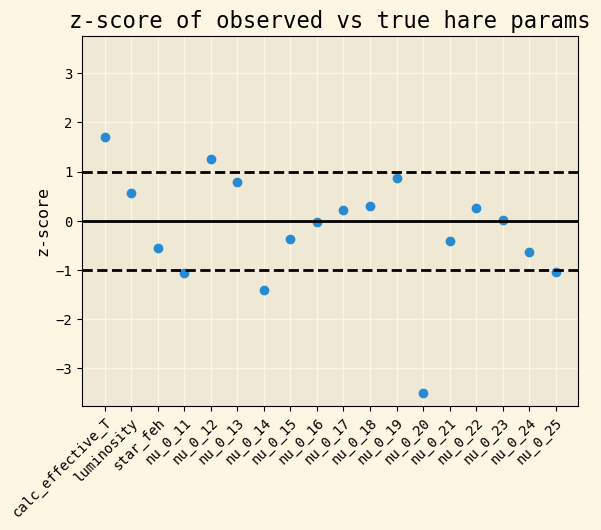 z-score of observed vs true hare params
z-score
3
2
1
0
−1
−2
−3
calc_effective_T
luminosity
star_feh
nu_0_11
nu_0_12
nu_0_13
nu_0_14
nu_0_15
nu_0_16
nu_0_17
nu_0_18
nu_0_19
nu_0_20
nu_0_21
nu_0_22
nu_0_23
nu_0_24
nu_0_25